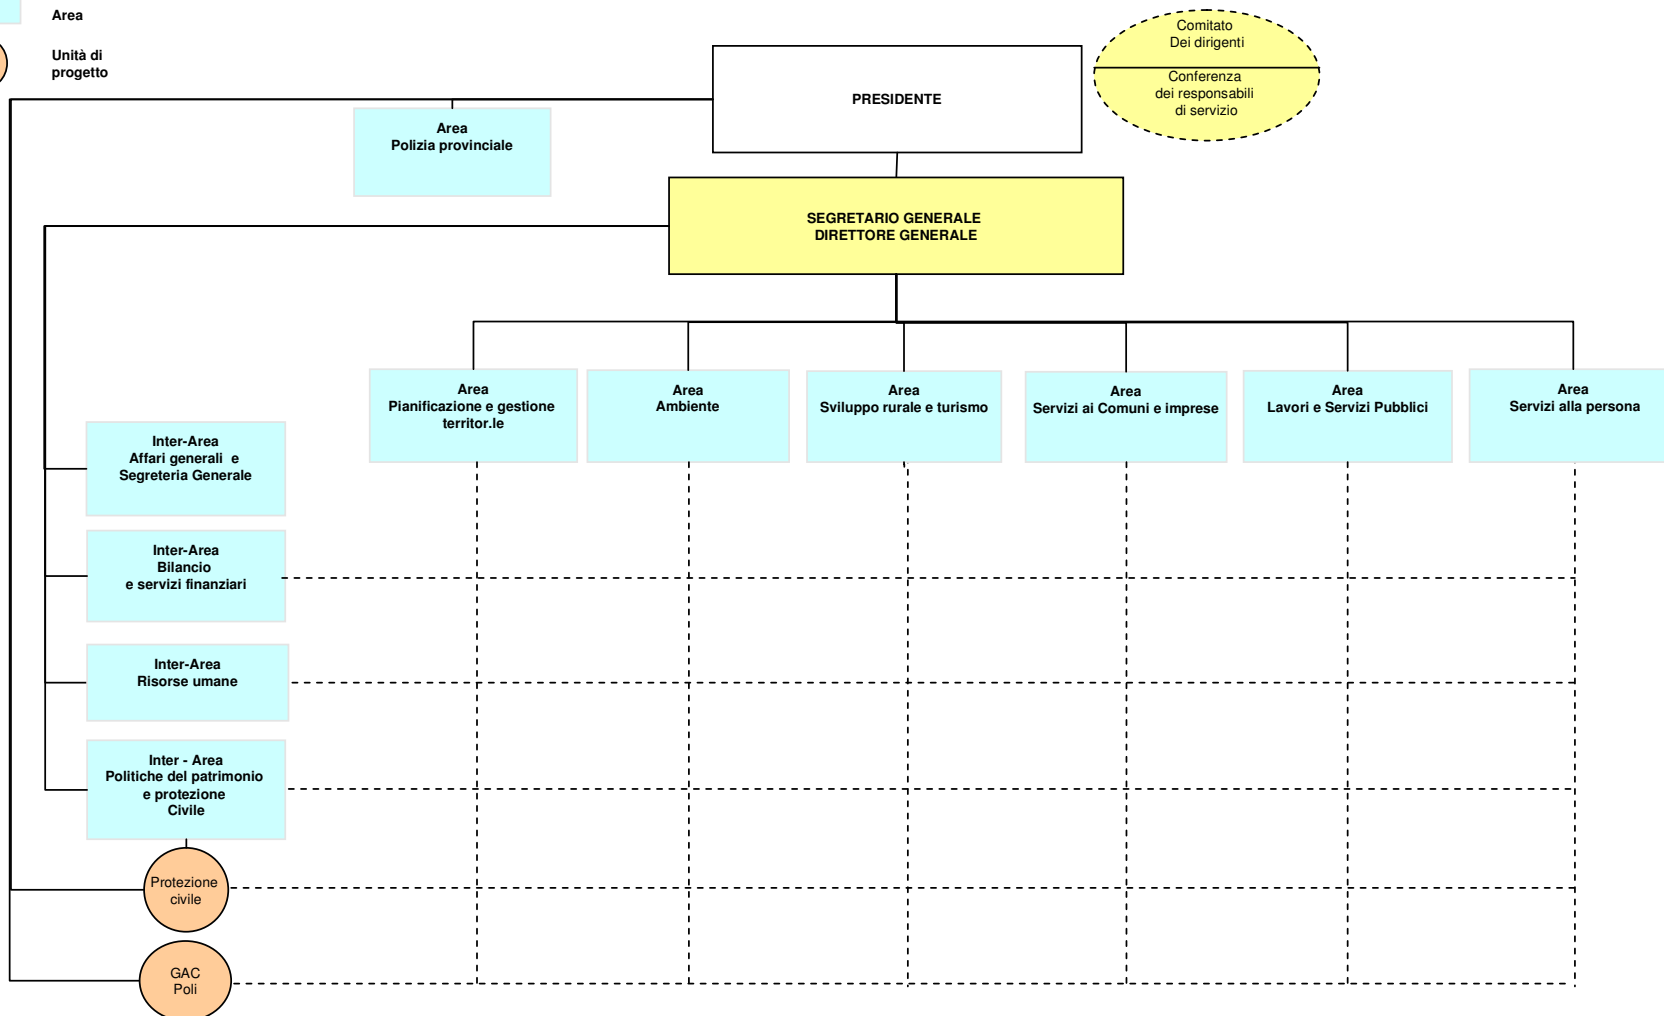 Area
Unità di
progetto
Comitato
Dei dirigenti
Conferenza
dei responsabili
di servizio
PRESIDENTE
Area
Polizia provinciale
SEGRETARIO GENERALE
DIRETTORE GENERALE
Area
Pianificazione e gestione
territor.le
Area
Ambiente
Area
Sviluppo rurale e turismo
Area
Servizi ai Comuni e imprese
Area
Lavori e Servizi Pubblici
Area
Servizi alla persona
Inter-Area
Affari generali e
Segreteria Generale
Inter-Area
Bilancio
e servizi finanziari
Inter-Area
Risorse umane
Inter - Area
Politiche del patrimonio
e protezione
Civile
Protezione
civile
GAC
Poli